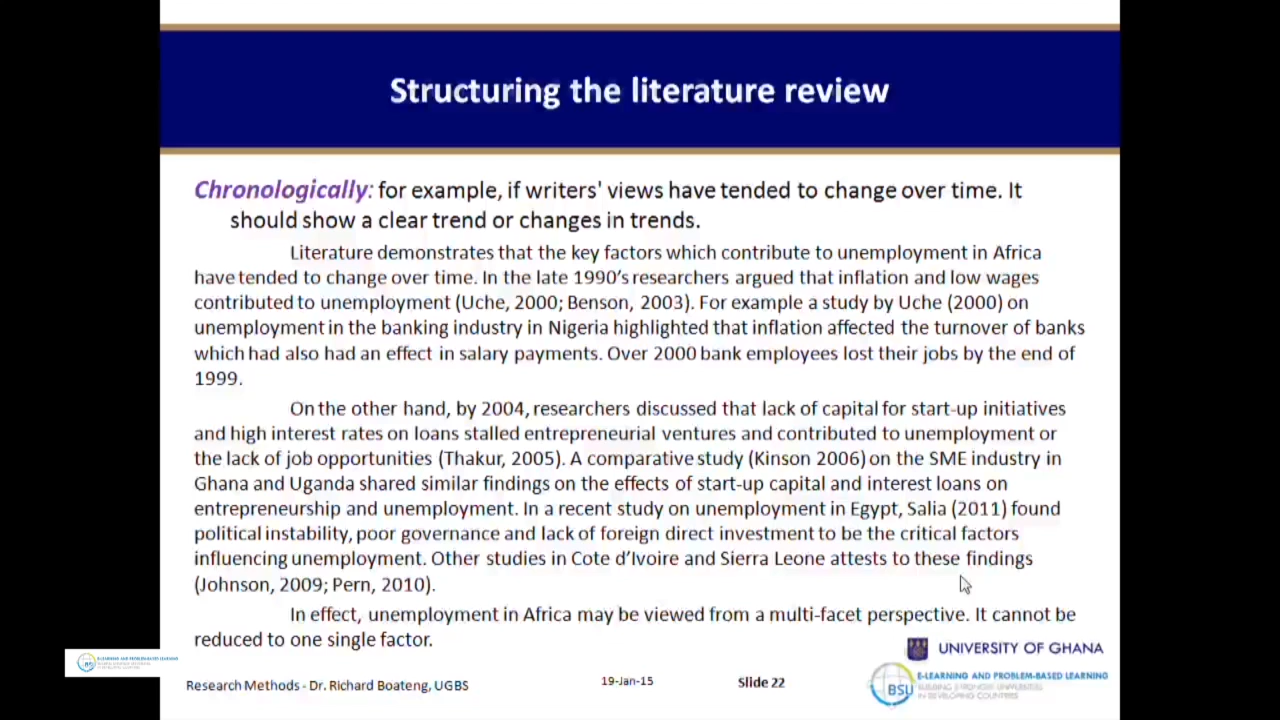 Structuring the literature review
Chronologically: for example, if writers' views have tended to change over time. It
should show a clear trend or changes in trends.
Literature demonstrates that the key factors which contribute to unemployment in Africa
have tended to change over time. In the late 1990's researchers argued that inflation and low wages
contributed to unemployment (Uche, 2000; Benson, 2003). For example a study by Uche (2000) on
unemployment in the banking industry in Nigeria highlighted that inflation affected the turnover of banks
which had also had an effect in salary payments. Over 2000 bank employees lost their jobs by the end of
1999.
On the other hand, by 2004, researchers discussed that lack of capital for start-up initiatives
and high interest rates on loans stalled entrepreneurial ventures and contributed to unemployment or
the lack of job opportunities (Thakur, 2005). A comparative study (Kinson 2006) on the SME industry in
Ghana and Uganda shared similar findings on the effects of start-up capital and interest loans on
entrepreneurship and unemployment. In a recent study on unemployment in Egypt, Salia (2011) found
political instability, poor governance and lack of foreign direct investment to be the critical factors
influencing unemployment. Other studies in Cote d'Ivoire and Sierra Leone attests to these findings
(Johnson, 2009; Pern, 2010).
In effect, unemployment in Africa may be viewed from a multi-facet perspective. It cannot be
reduced to one single factor.
UNIVERSITY OF GHANA
E-LEARNING AND PROBLEM-BASED LEARNING
Research Methods - Dr. Richard Boateng, UGBS
19-Jan-15
Slide 22
BSU
E-LEARNING AND PROBLEM-BASED LEARNING
BUILDING STRONGER UNIVERSITIES
IN DEVELOPING COUNTRIES